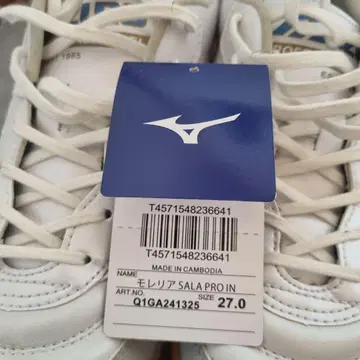 1985
T4571548236641
T4571548236641
MADE IN CAMBODIA
NAME モレリア SALA PRO IN
ART.NO. Q1GA241325 SIZE 27.0